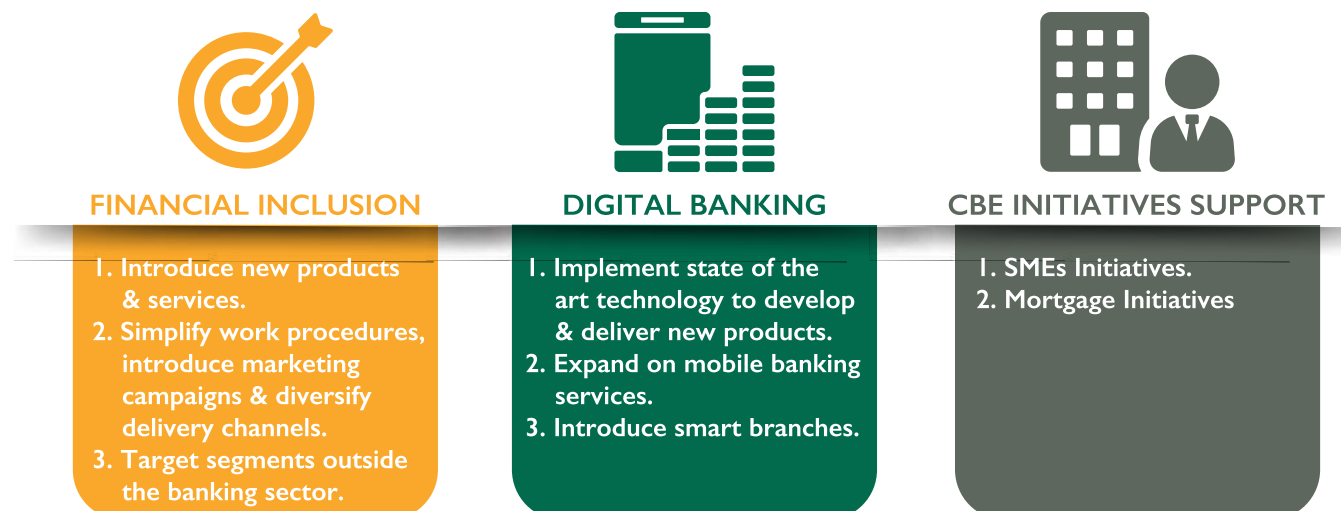 FINANCIAL INCLUSION
1. Introduce new products
& services.
2. Simplify work procedures,
introduce marketing
campaigns & diversify
delivery channels.
3. Target segments outside
the banking sector.
DIGITAL BANKING
1. Implement state of the
art technology to develop
& deliver new products.
2. Expand on mobile banking
services.
3. Introduce smart branches.
CBE INITIATIVES SUPPORT
1. SMEs Initiatives.
2. Mortgage Initiatives